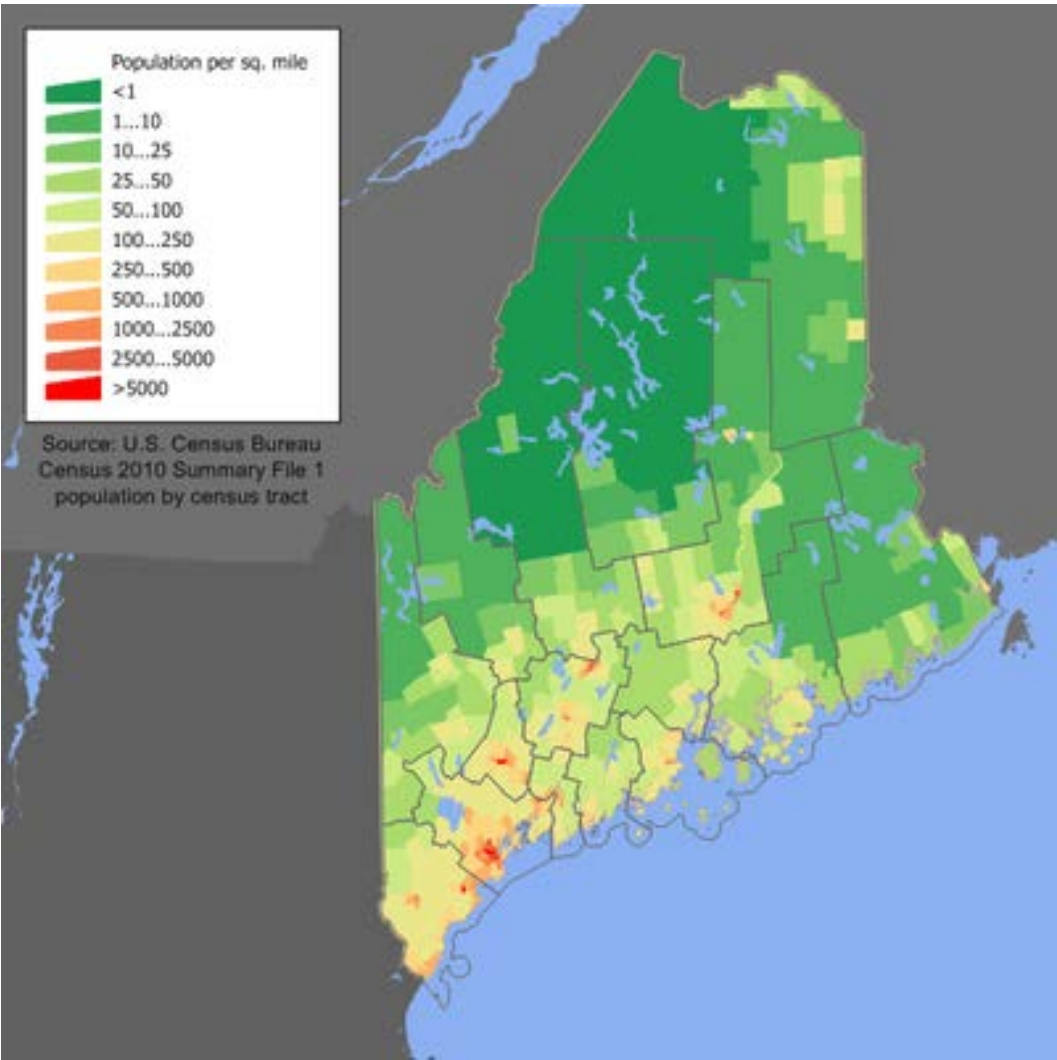 Population per sq. mile
<1
1...10
10...25
25...50
50...100
100...250
250...500
500...1000
1000...2500
2500...5000
>5000
Source: U.S. Census Bureau
Census 2010 Summary File 1
population by census tract